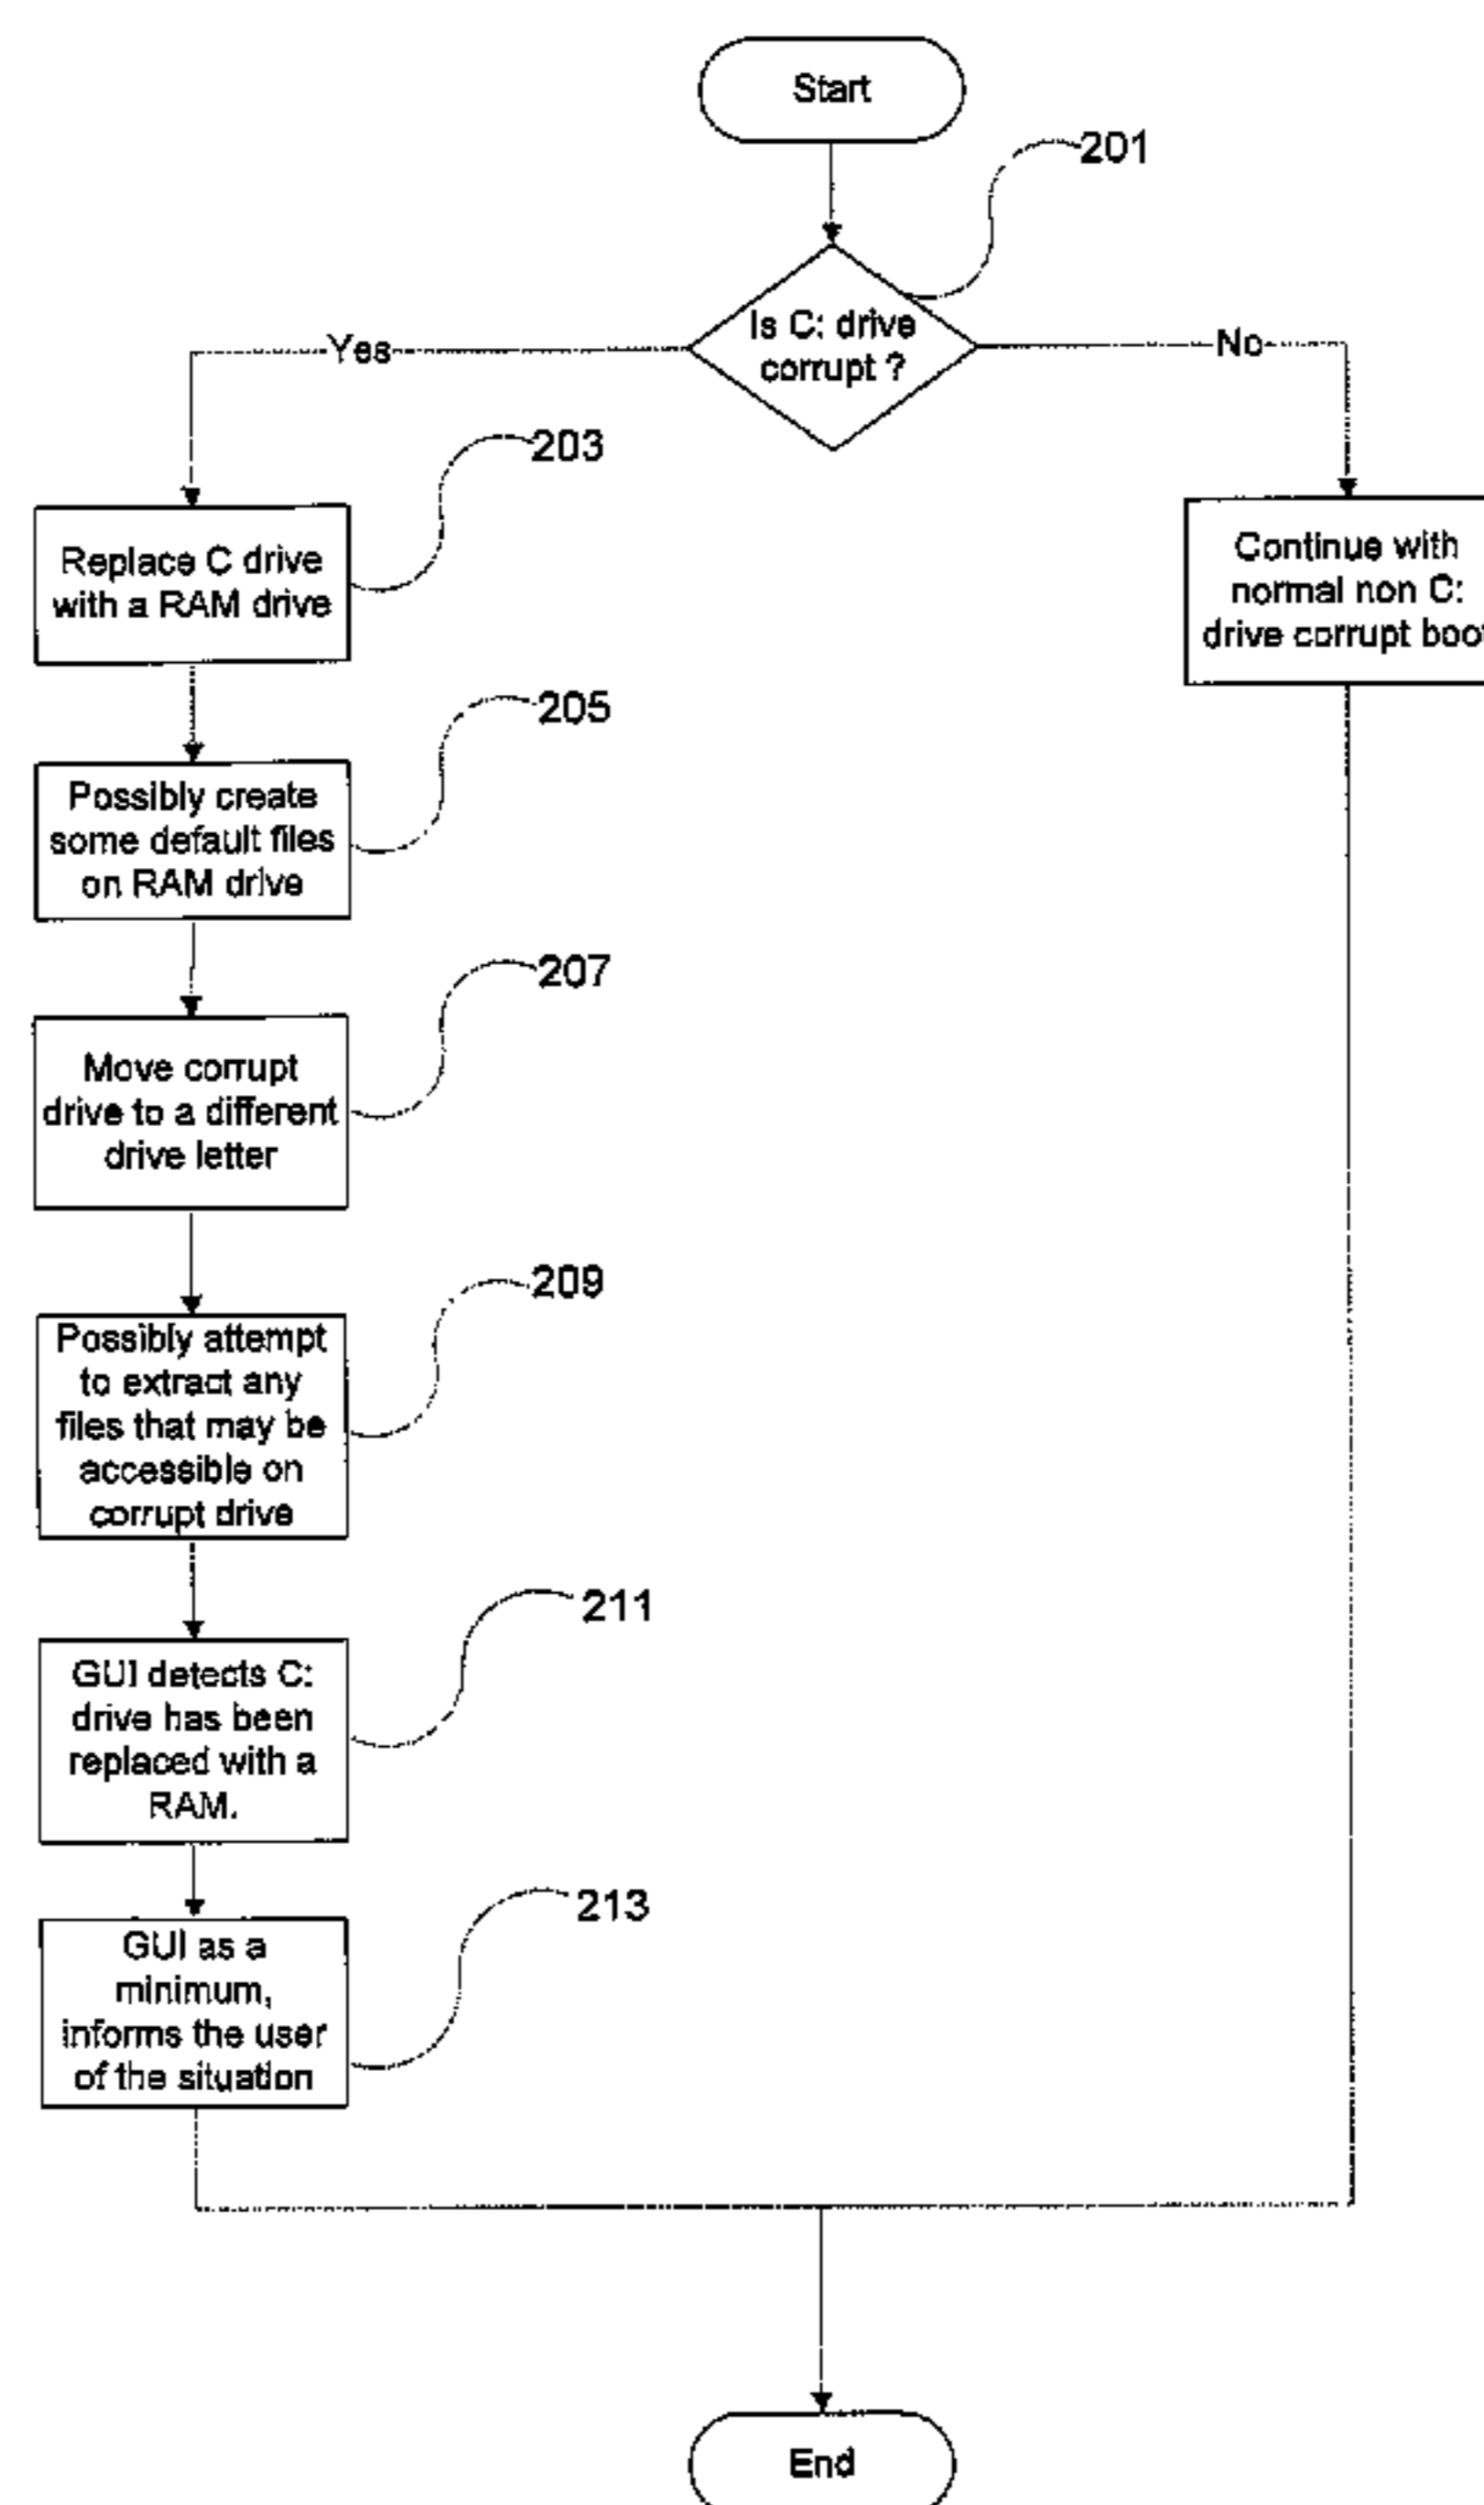 Start
201
Is C: drive
corrupt ?
Yes
No
203
Replace C drive
with a RAM drive
Continue with
normal non C:
drive corrupt boot
205
Possibly create
some default files
on RAM drive
207
Move corrupt
drive to a different
drive letter
209
Possibly attempt
to extract any
files that may be
accessible on
corrupt drive
211
GUI detects C:
drive has been
replaced with a
RAM.
213
GUI as a
minimum,
informs the user
of the situation
End